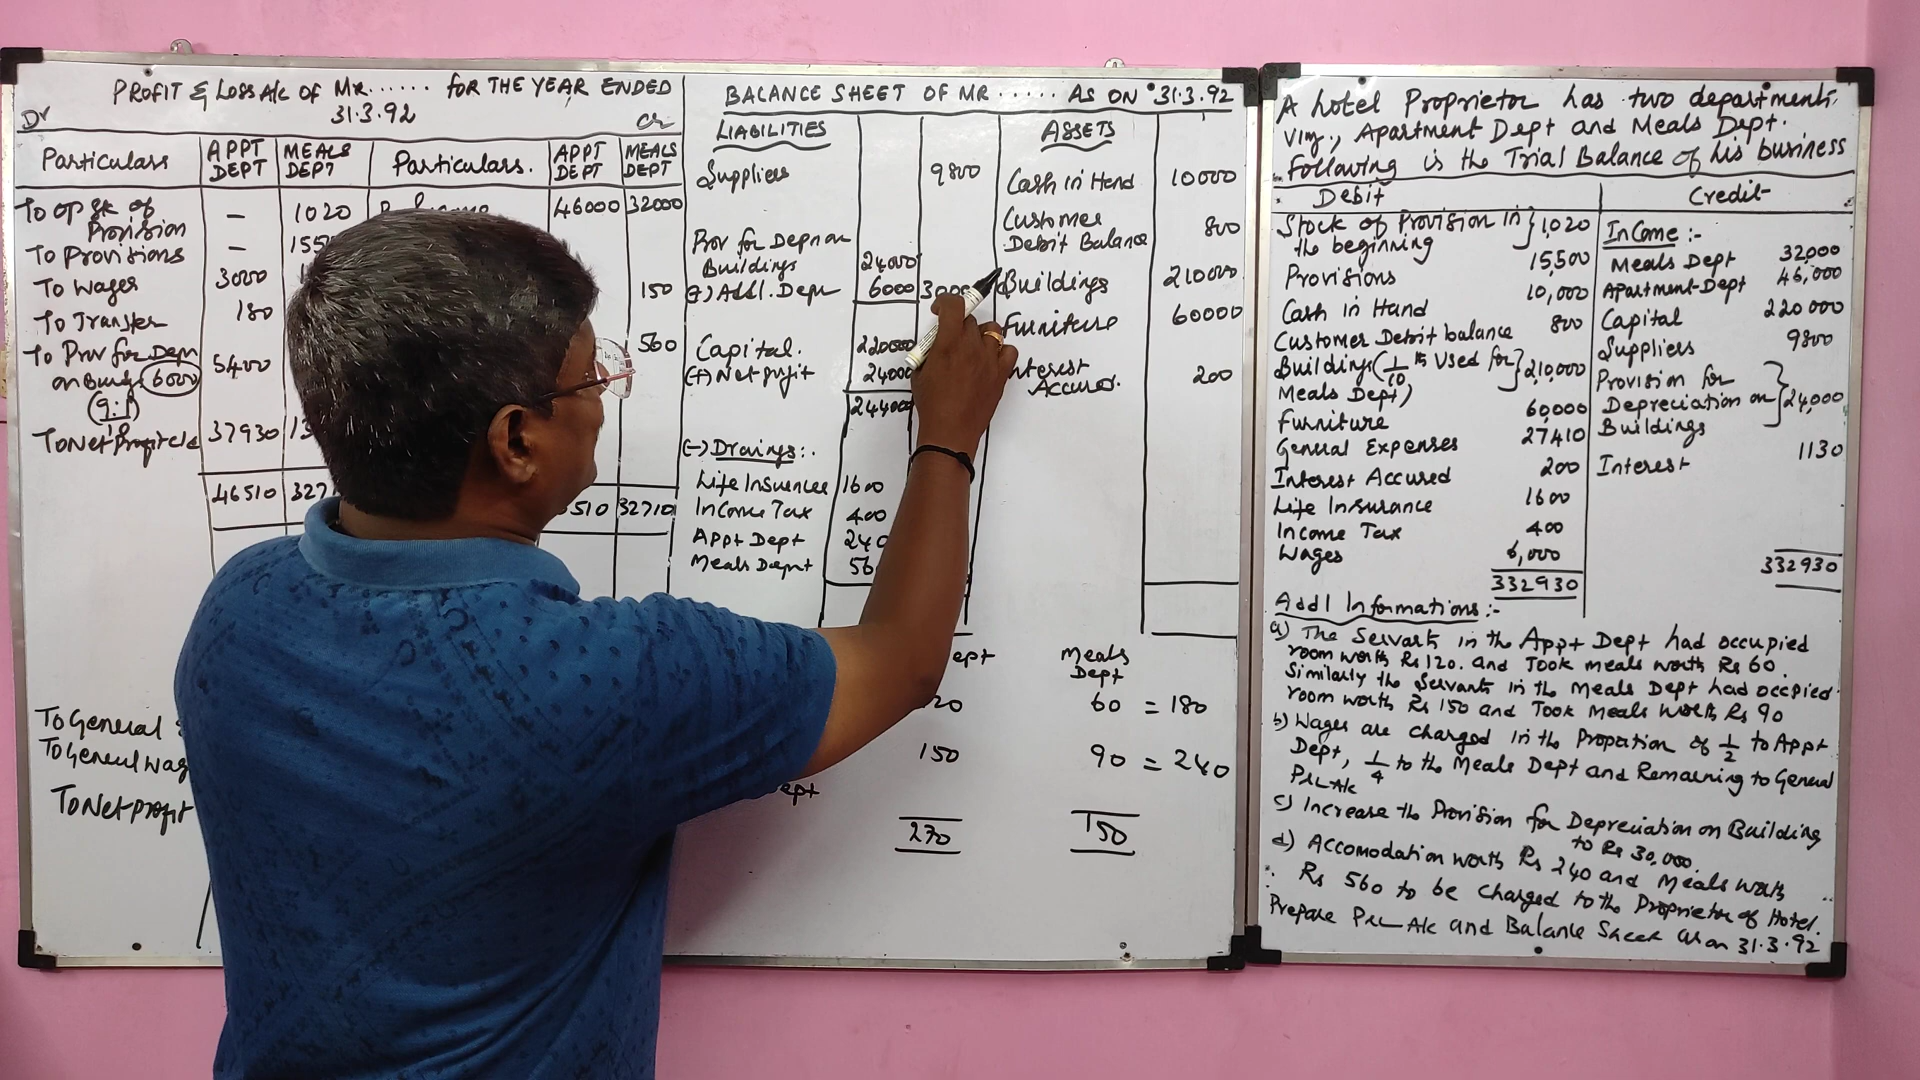 PROFIT & Loss A/c OF MR...... for THE YEAR ENDED
31.3.92
Dr
Cr
Particulars
APPT DEPT
MEALS DEPT
Particulars.
APPT DEPT
MEALS DEPT
To op stk of
Provision
-
1020
46000
32000
To Provisions
-
To Wages
3000
150
To Transfer
180
To Prov for Depn
on Build 6000
5400
560
(9:1)
To Net Profit c/d
37930
46510
32710
To General
To General wag
To Net profit
BALANCE SHEET OF MR ..... AS ON 31.3.92
LIABILITIES
ASSETS
Suppliers
9800
Cash in Hand
10000
Customer
Debit Balance
800
Prov for Depn on
Buildings
24000
(+) Addl. Depn
6000
Buildings
210000
Furniture
60000
Capital.
220000
(+) Net profit
24000
Interest
Accured.
200
244000
(-) Drawings:.
Life Insurence
1600
Income Tax
400
Appt Dept
240
Meals Depnt
560
Meals
Dept
60 = 180
150
90 = 240
270
150
A hotel Proprietor has two departments.
Viz., Apartment Dept and Meals Dept.
Following is the Trial Balance of his business
Debit
Credit
Stock of Provision in
the beginning } 1,020
Provisions 15,500
Cash in Hand 10,000
Customer Debit balance 800
Buildings (1/10 th Used for
Meals Dept) } 2,10,000
Furniture 60,000
General Expenses 27410
Interest Accured 200
Life Insurance 1600
Income Tax 400
Wages 6,000
332930
Income :-
Meals Dept 32,000
Apartment-Dept 46,000
Capital 220000
Suppliers 9800
Provision for
Depreciation on } 24,000
Buildings
Interest 1130
332930
Addl Informations :-
a) The Servants in the Appt Dept had occupied
room worth Rs 120. and Took meals worth Rs 60.
Similarly the Servants in the Meals Dept had occpied
room worth Rs 150 and Took Meals worth Rs 90
b) Wages are charged in the Propotion of 1/2 to Appt
Dept, 1/4 to the Meals Dept and Remaining to General
P&L A/c
c) Increase the Provision for Depreciation on Building
to Rs 30,000.
d) Accomodation worth Rs 240 and Meals worth
Rs 560 to be charged to the Proprietor of Hotel.
Prepare P&L A/c and Balance Sheet as on 31.3.92